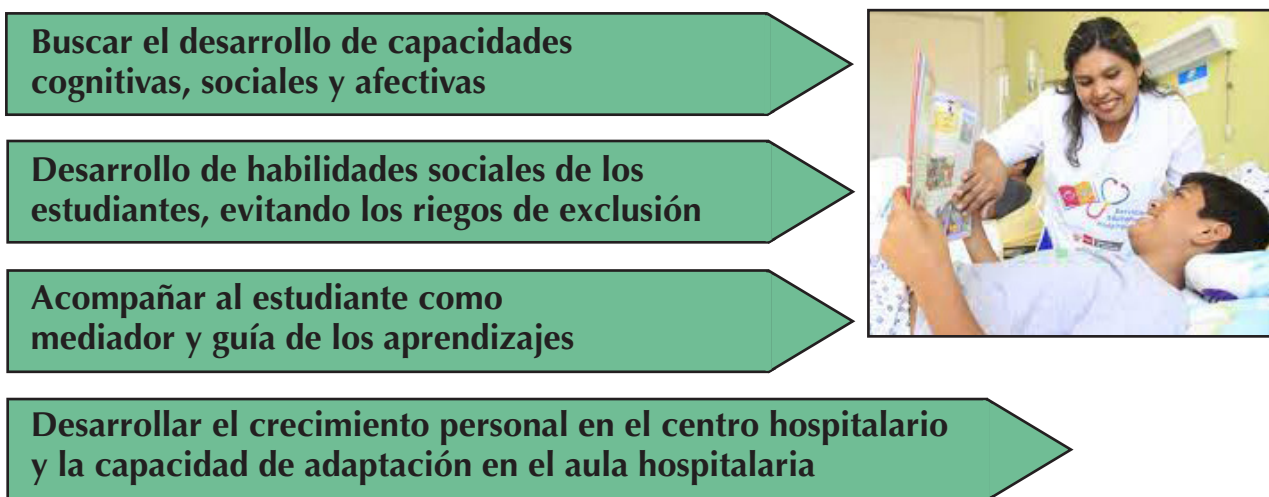 Buscar el desarrollo de capacidades
cognitivas, sociales y afectivas
Desarrollo de habilidades sociales de los
estudiantes, evitando los riegos de exclusión
Acompañar al estudiante como
mediador y guía de los aprendizajes
Desarrollar el crecimiento personal en el centro hospitalario
y la capacidad de adaptación en el aula hospitalaria